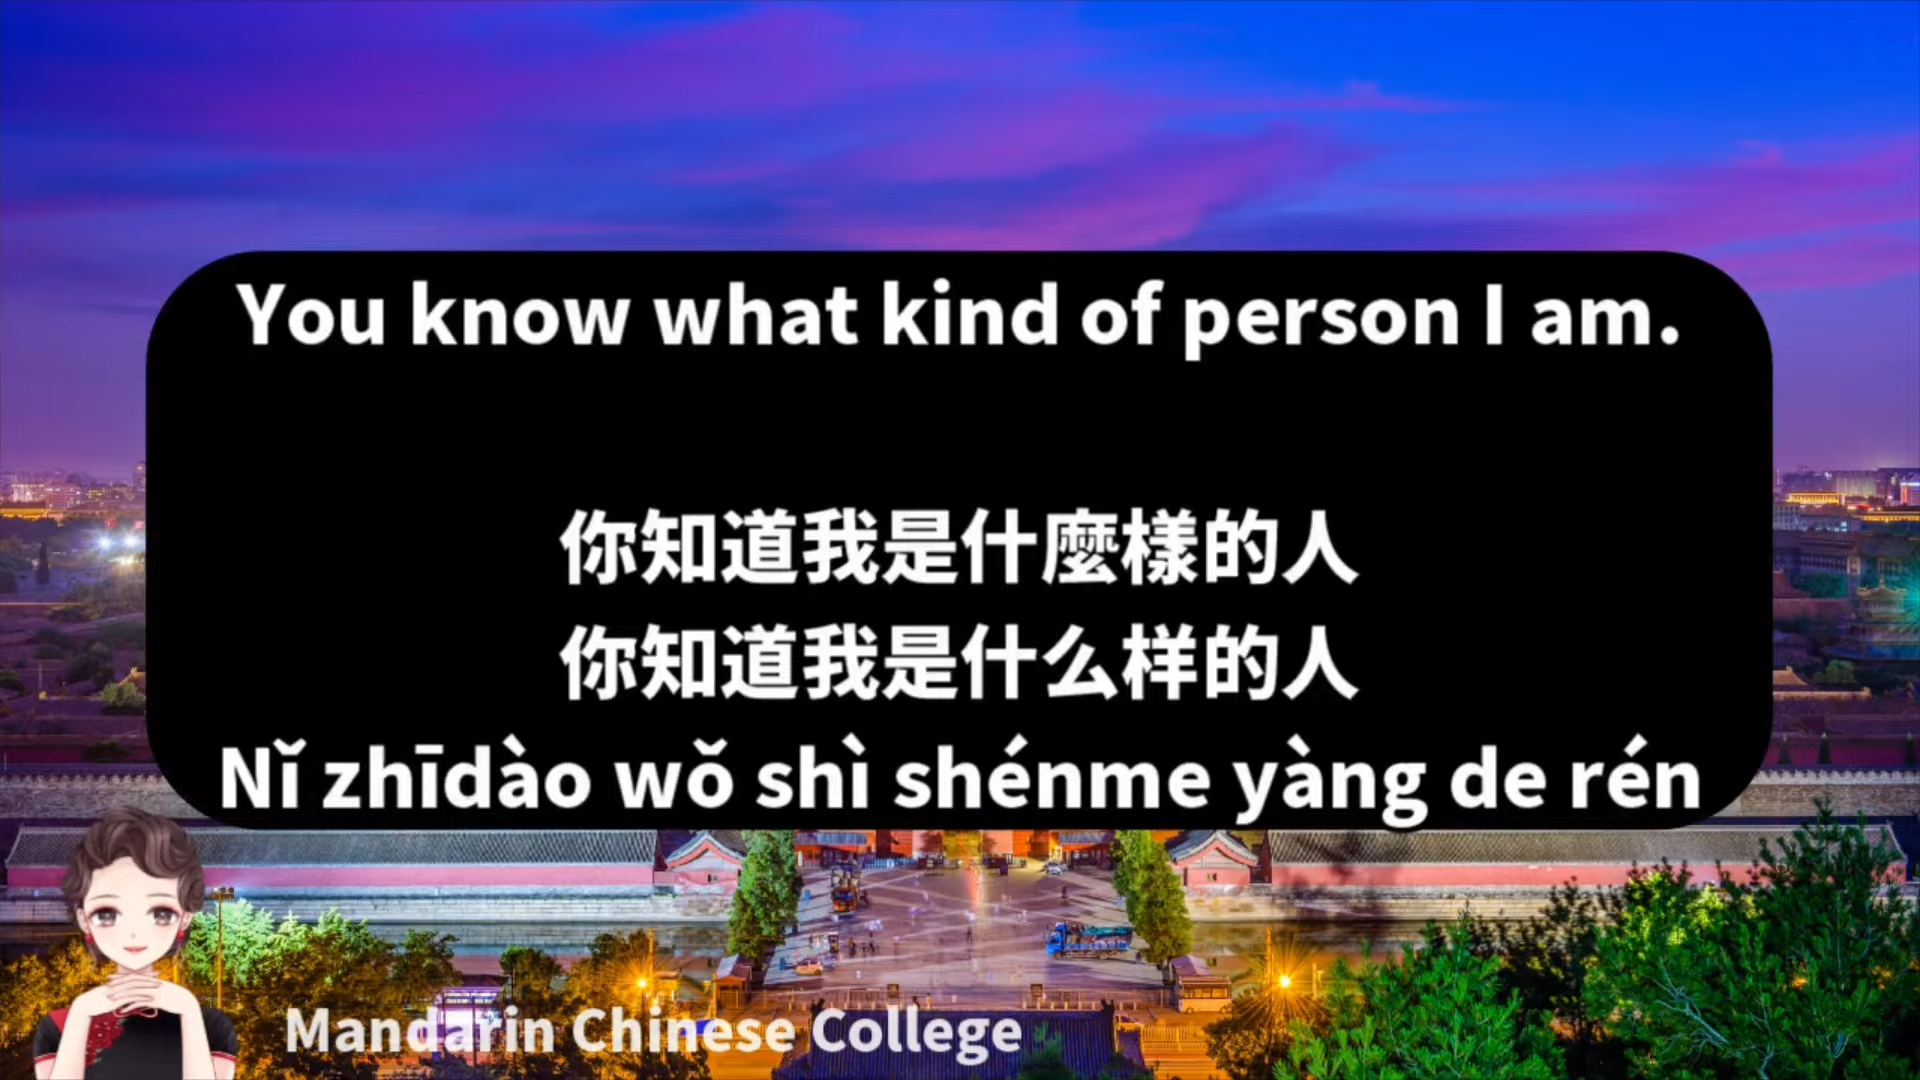 You know what kind of person I am.
你知道我是什麼樣的人
你知道我是什么样的人
Nǐ zhīdào wǒ shì shénme yàng de rén
Mandarin Chinese College